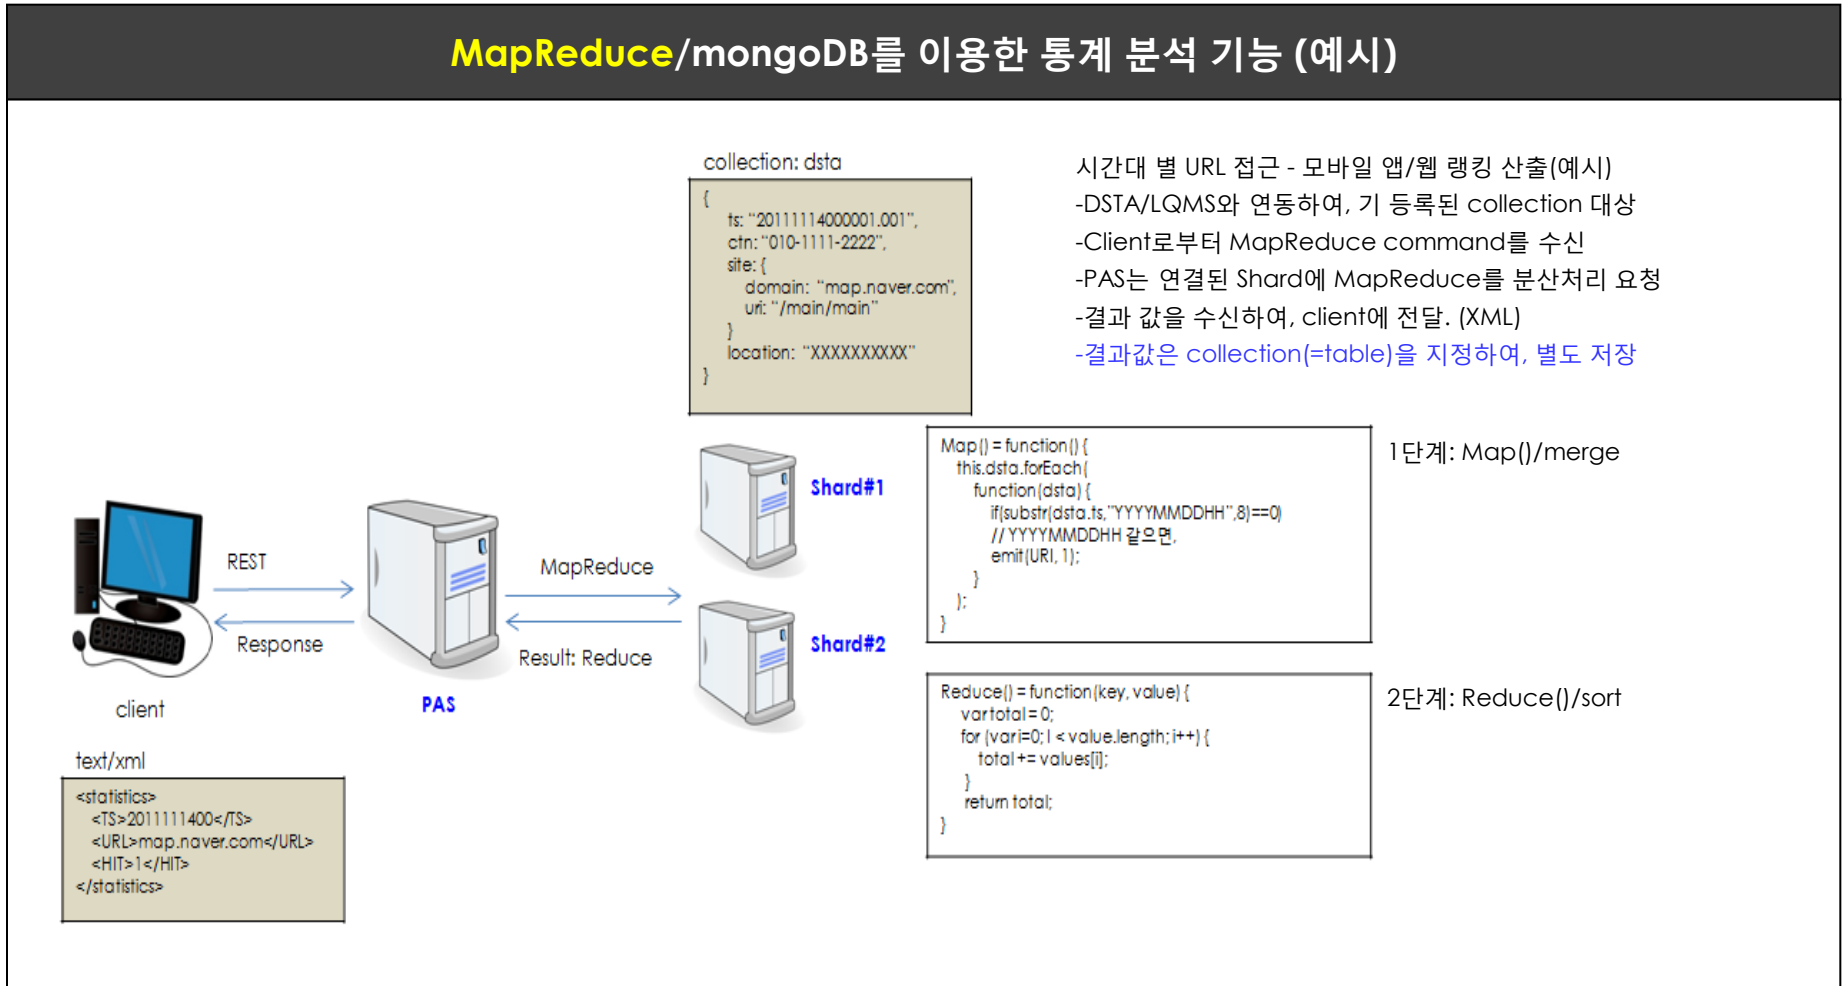 MapReduce/mongoDB를 이용한 통계 분석 기능 (예시)
collection: dsta
{
ts: “20111114000001.001”,
ctn: “010-1111-2222”,
site: {
domain: “map.naver.com”,
uri: “/main/main”
}
location: “XXXXXXXXXX”
}
시간대 별 URL 접근 - 모바일 앱/웹 랭킹 산출(예시)
-DSTA/LQMS와 연동하여, 기 등록된 collection 대상
-Client로부터 MapReduce command를 수신
-PAS는 연결된 Shard에 MapReduce를 분산처리 요청
-결과 값을 수신하여, client에 전달. (XML)
-결과값은 collection(=table)을 지정하여, 별도 저장
REST
Response
client
PAS
MapReduce
Result: Reduce
Shard#1
Shard#2
Map() = function() {
this.dsta.forEach(
function(dsta) {
if(substr(dsta.ts,"YYYYMMDDHH",8)==0)
// YYYYMMDDHH 같으면,
emit(URI, 1);
}
);
}
1단계: Map()/merge
Reduce() = function(key, value) {
var total = 0;
for (var i=0; I < value.length; i++) {
total += values[i];
}
return total;
}
2단계: Reduce()/sort
text/xml
<statistics>
<TS>2011111400</TS>
<URL>map.naver.com</URL>
<HIT>1</HIT>
</statistics>